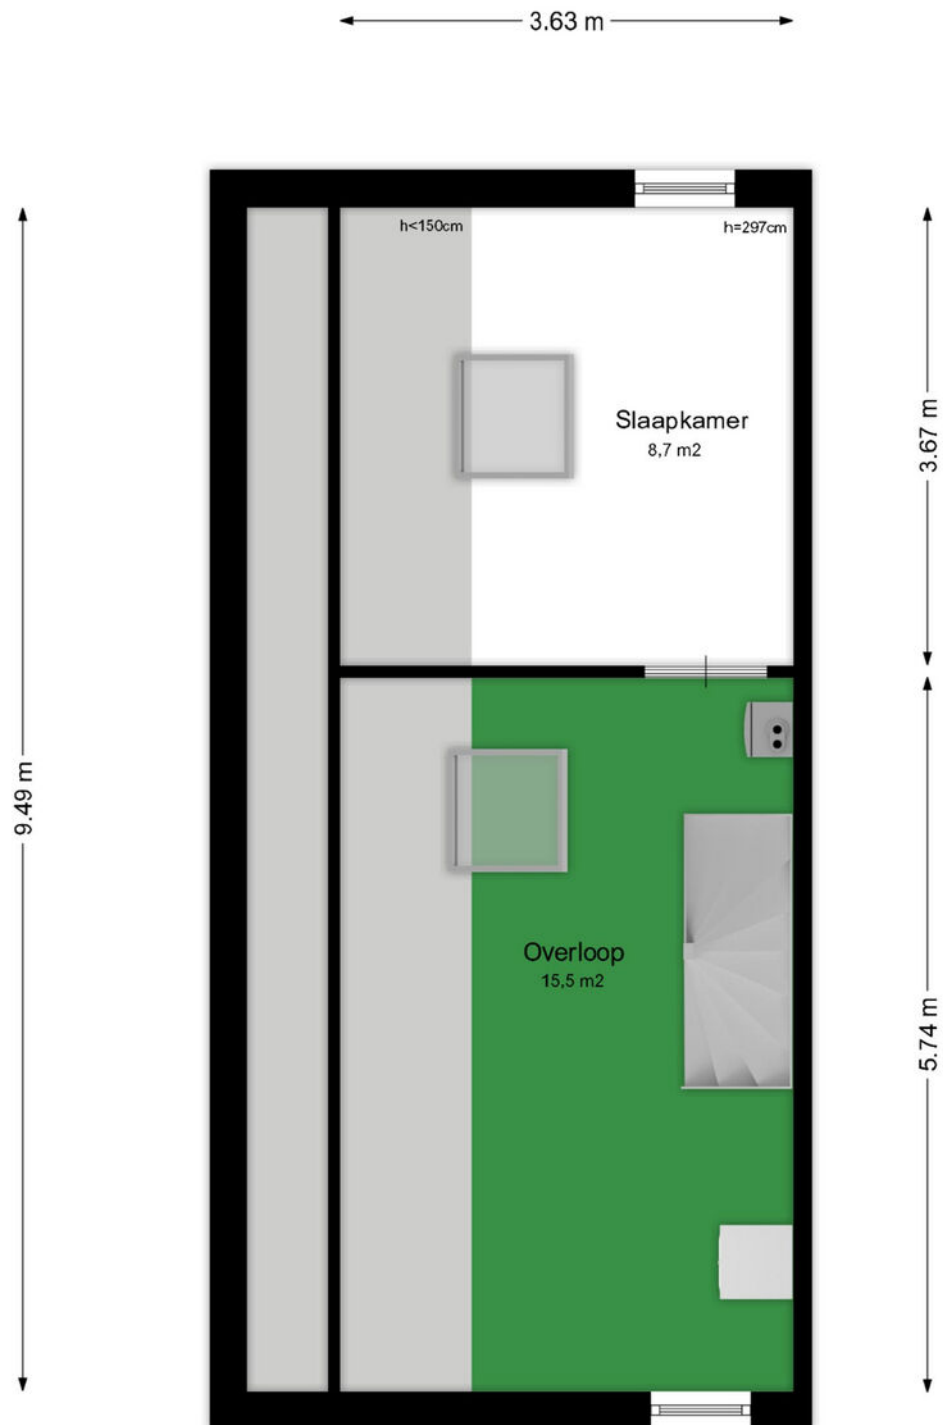 3.63 m
h<150cm
h=297cm
Slaapkamer
8,7 m2
3.67 m
9.49 m
Overloop
15,5 m2
5.74 m